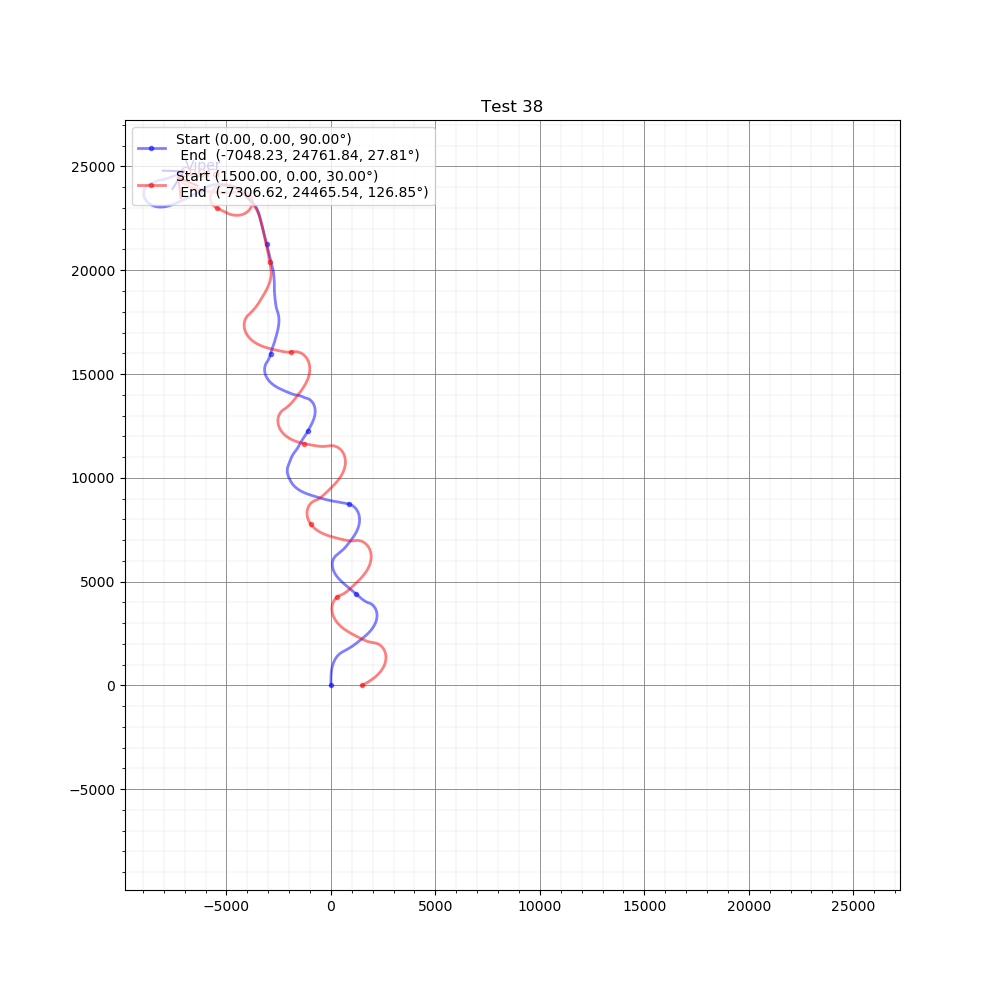 Test 38
Start (0.00, 0.00, 90.00°)
End (-7048.23, 24761.84, 27.81°)
Start (1500.00, 0.00, 30.00°)
End (-7306.62, 24465.54, 126.85°)
Viper
25000
20000
15000
10000
5000
0
−5000
−5000 0 5000 10000 15000 20000 25000